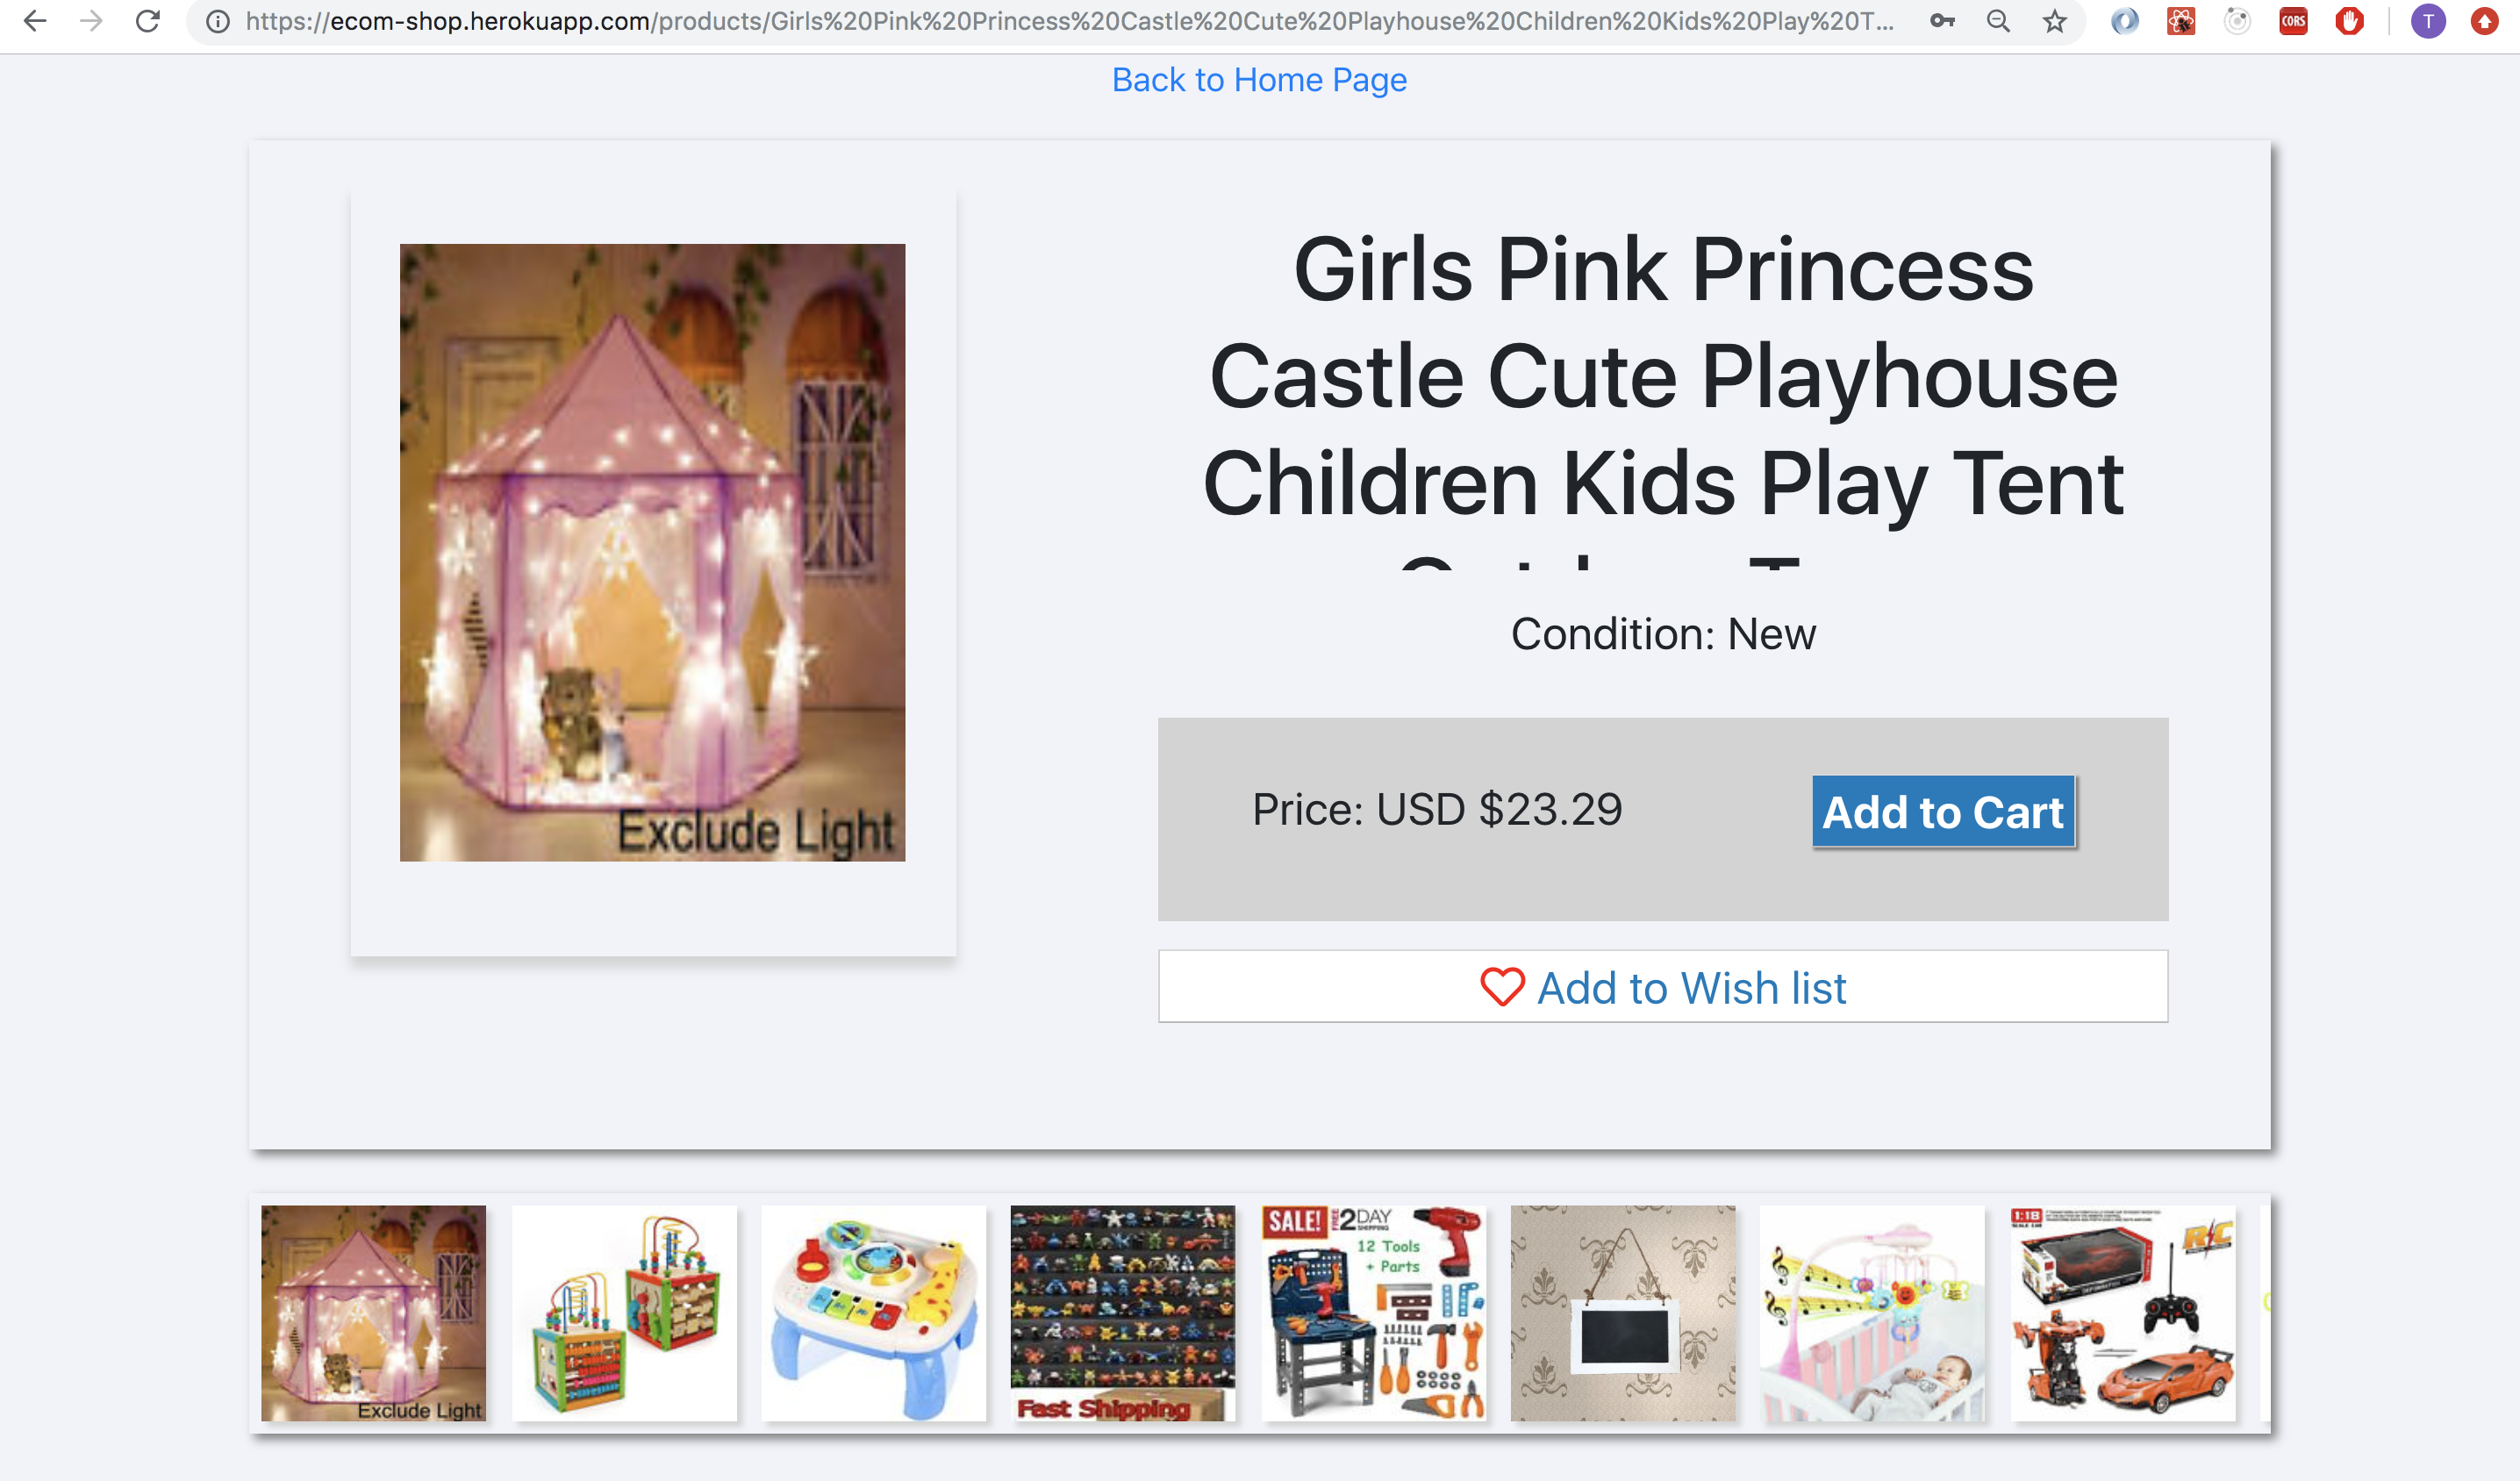 https://ecom-shop.herokuapp.com/products/Girls%20Pink%20Princess%20Castle%20Cute%20Playhouse%20Children%20Kids%20Play%20T...
CORS
T
Back to Home Page
Girls Pink Princess
Castle Cute Playhouse
Children Kids Play Tent
Condition: New
Exclude Light
Price: USD $23.29
Add to Cart
Add to Wish list
Exclude Light
Fast Shipping
SALE! FREE 2DAY
SHIPPING
12 Tools
+ Parts
1:18
RC